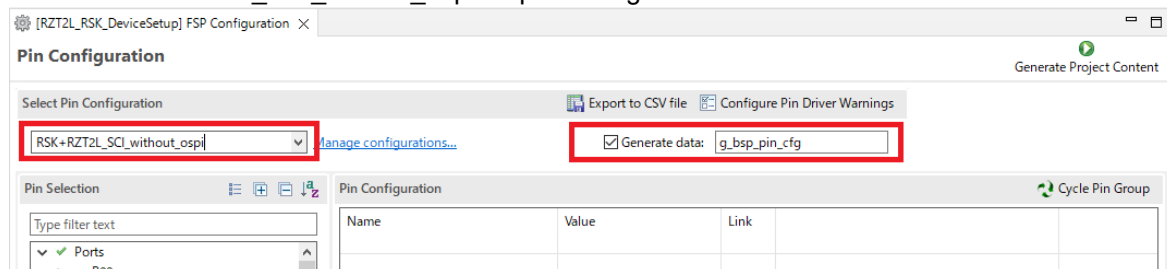 [RZT2L_RSK_DeviceSetup] FSP Configuration
Pin Configuration
Generate Project Content
Select Pin Configuration
Export to CSV file
Configure Pin Driver Warnings
RSK+RZT2L_SCI_without_ospi
Manage configurations...
Generate data:
g_bsp_pin_cfg
Pin Selection
Pin Configuration
Cycle Pin Group
Type filter text
Name
Value
Link
Ports